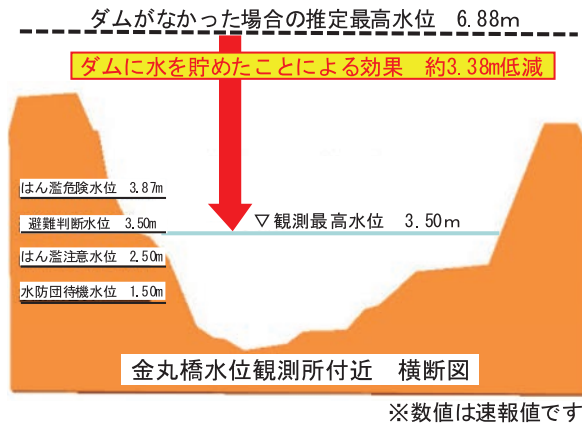 ダムがなかった場合の推定最高水位 6.88m
ダムに水を貯めたことによる効果 約3.38m低減
はん濫危険水位 3.87m
避難判断水位 3.50m
▽観測最高水位 3.50m
はん濫注意水位 2.50m
水防団待機水位 1.50m
金丸橋水位観測所付近 横断図
※数値は速報値です